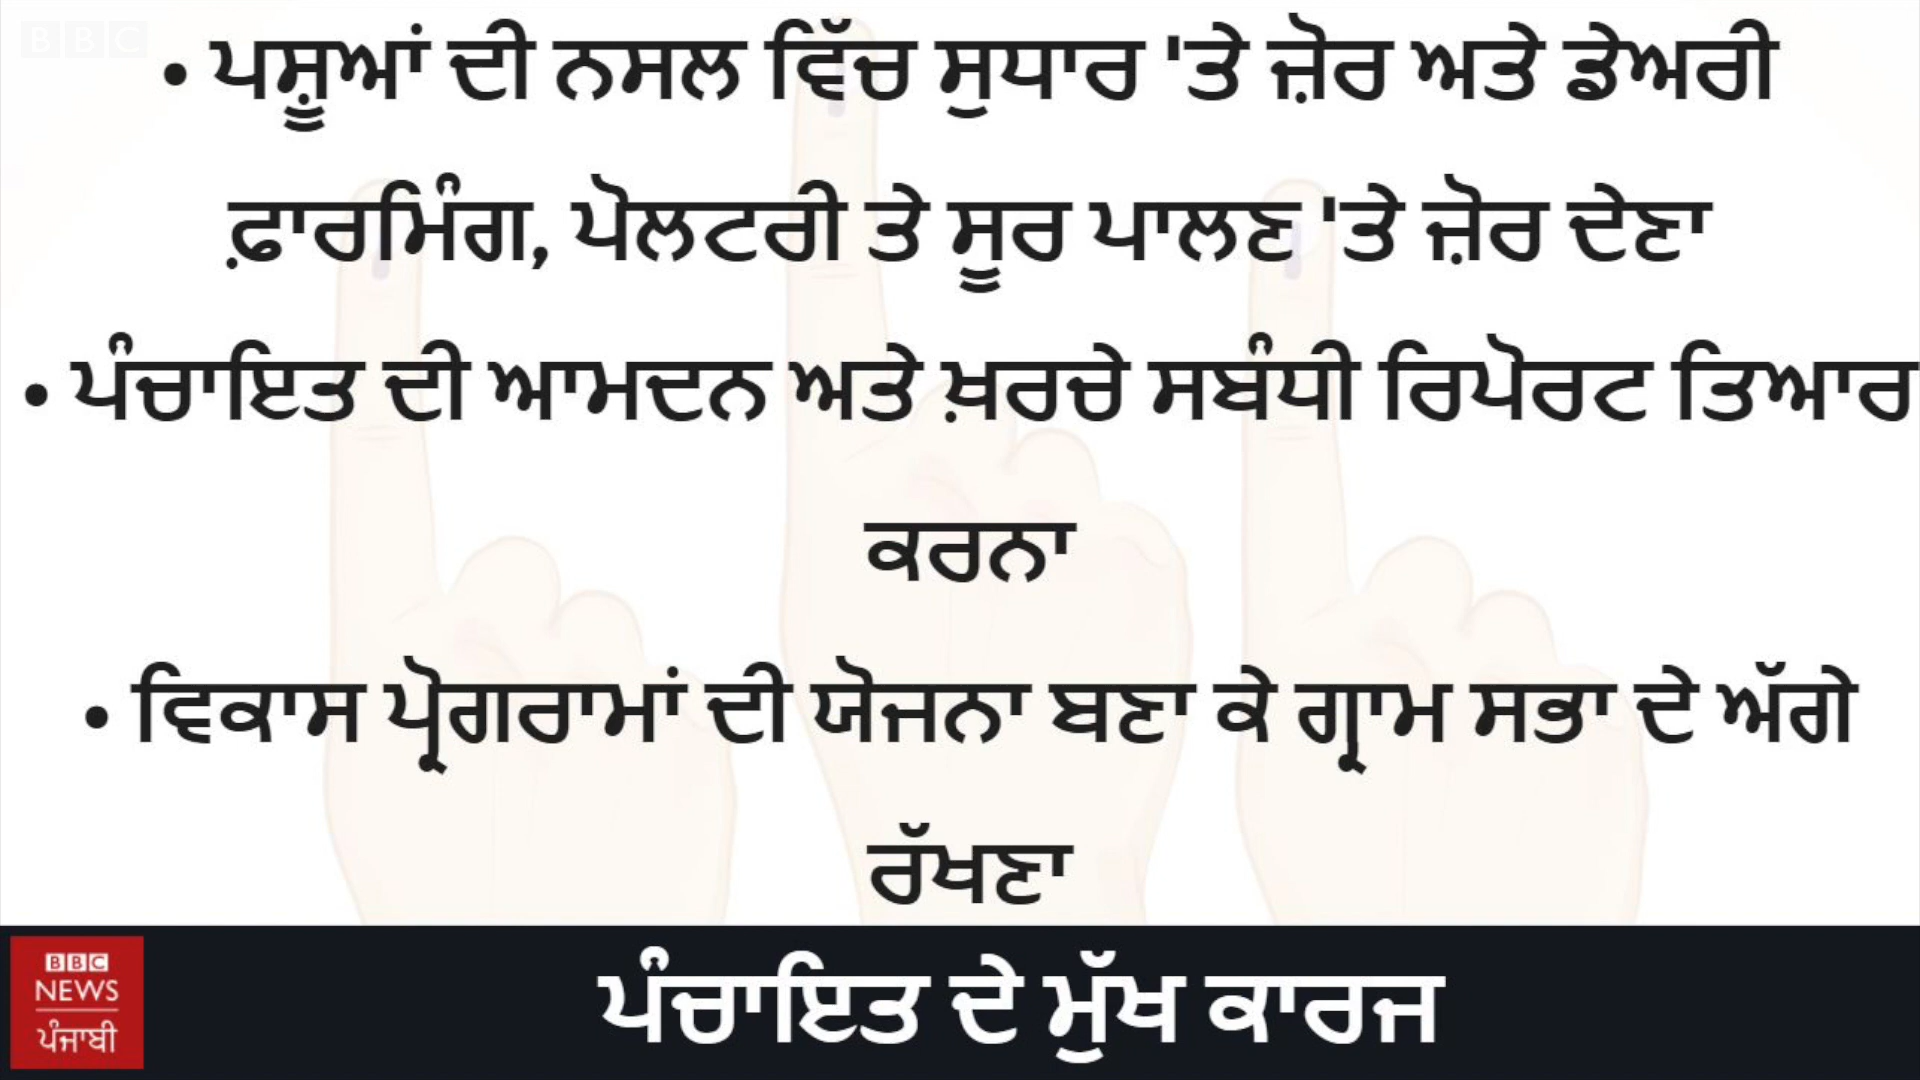 BBC
• ਪਸ਼ੂਆਂ ਦੀ ਨਸਲ ਵਿੱਚ ਸੁਧਾਰ 'ਤੇ ਜ਼ੋਰ ਅਤੇ ਡੇਅਰੀ
ਫ਼ਾਰਮਿੰਗ, ਪੋਲਟਰੀ ਤੇ ਸੂਰ ਪਾਲਣ 'ਤੇ ਜ਼ੋਰ ਦੇਣਾ
• ਪੰਚਾਇਤ ਦੀ ਆਮਦਨ ਅਤੇ ਖ਼ਰਚੇ ਸਬੰਧੀ ਰਿਪੋਰਟ ਤਿਆਰ
ਕਰਨਾ
• ਵਿਕਾਸ ਪ੍ਰੋਗਰਾਮਾਂ ਦੀ ਯੋਜਨਾ ਬਣਾ ਕੇ ਗ੍ਰਾਮ ਸਭਾ ਦੇ ਅੱਗੇ
ਰੱਖਣਾ
BBC
NEWS
ਪੰਜਾਬੀ
ਪੰਚਾਇਤ ਦੇ ਮੁੱਖ ਕਾਰਜ